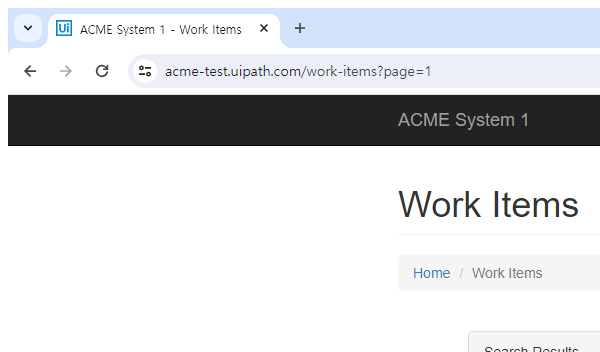 Ui ACME System 1 - Work Items
acme-test.uipath.com/work-items?page=1
ACME System 1
Work Items
Home / Work Items
Search Results